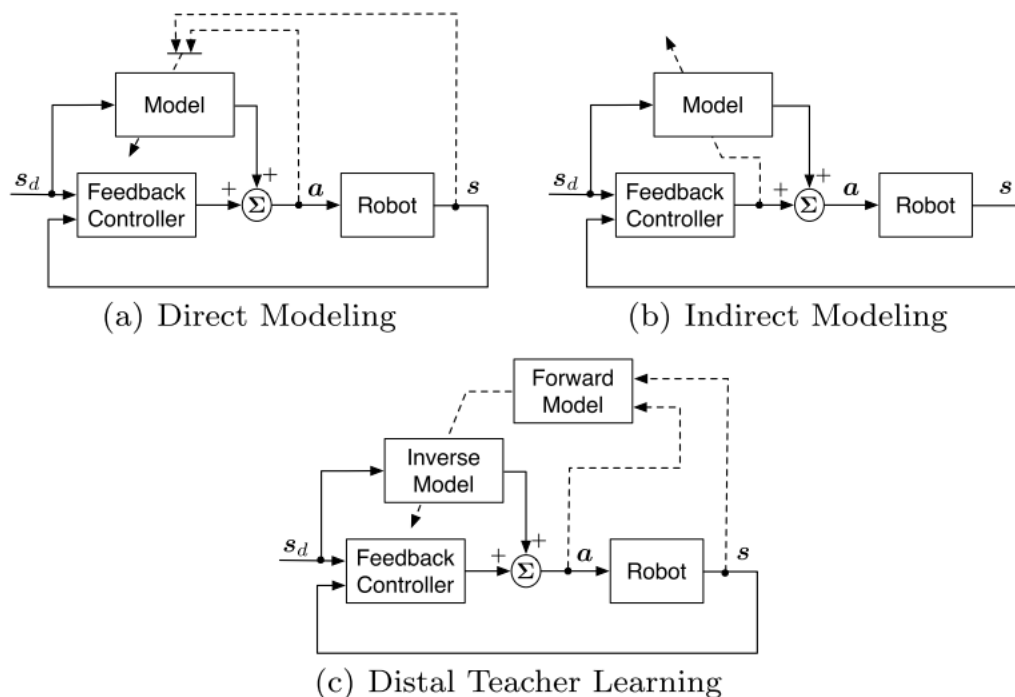 Model
s_d
Feedback
Controller
+
+
Σ
a
Robot
s
(a) Direct Modeling
Model
s_d
Feedback
Controller
+
+
Σ
a
Robot
s
(b) Indirect Modeling
Forward
Model
Inverse
Model
s_d
Feedback
Controller
+
+
Σ
a
Robot
s
(c) Distal Teacher Learning